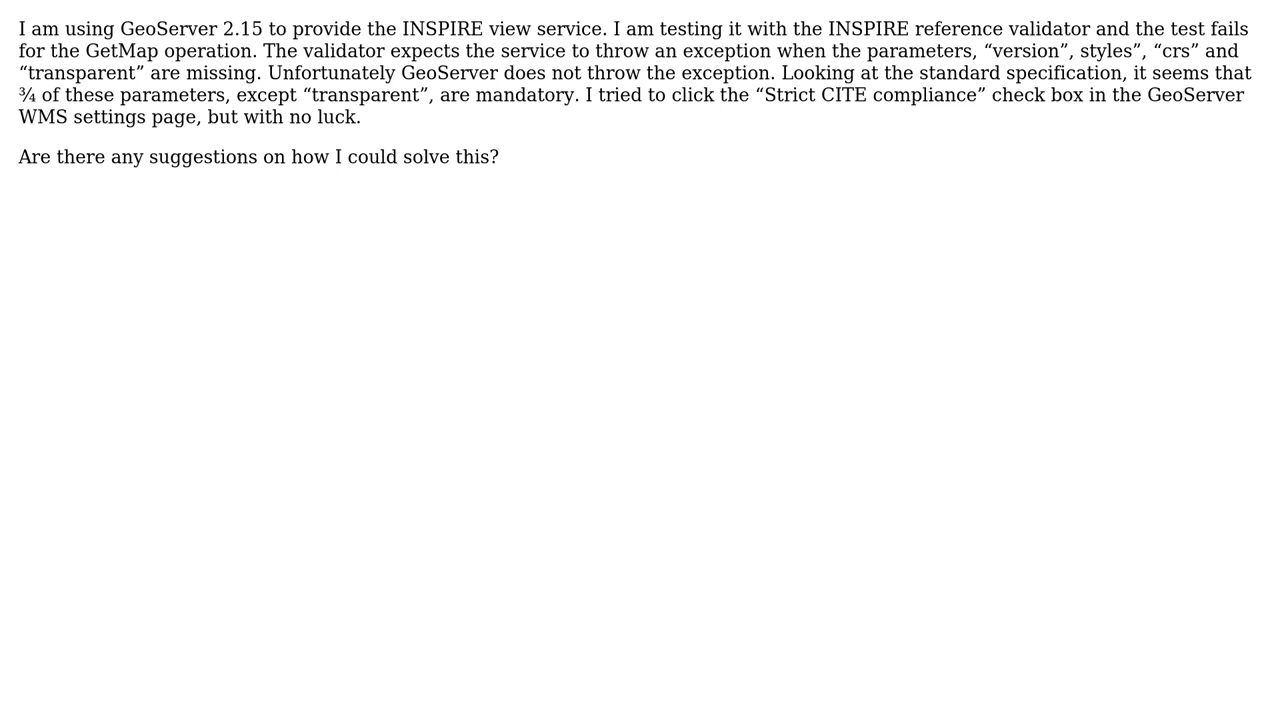 I am using GeoServer 2.15 to provide the INSPIRE view service. I am testing it with the INSPIRE reference validator and the test fails
for the GetMap operation. The validator expects the service to throw an exception when the parameters, “version”, styles”, “crs” and
“transparent” are missing. Unfortunately GeoServer does not throw the exception. Looking at the standard specification, it seems that
¾ of these parameters, except “transparent”, are mandatory. I tried to click the “Strict CITE compliance” check box in the GeoServer
WMS settings page, but with no luck.
Are there any suggestions on how I could solve this?